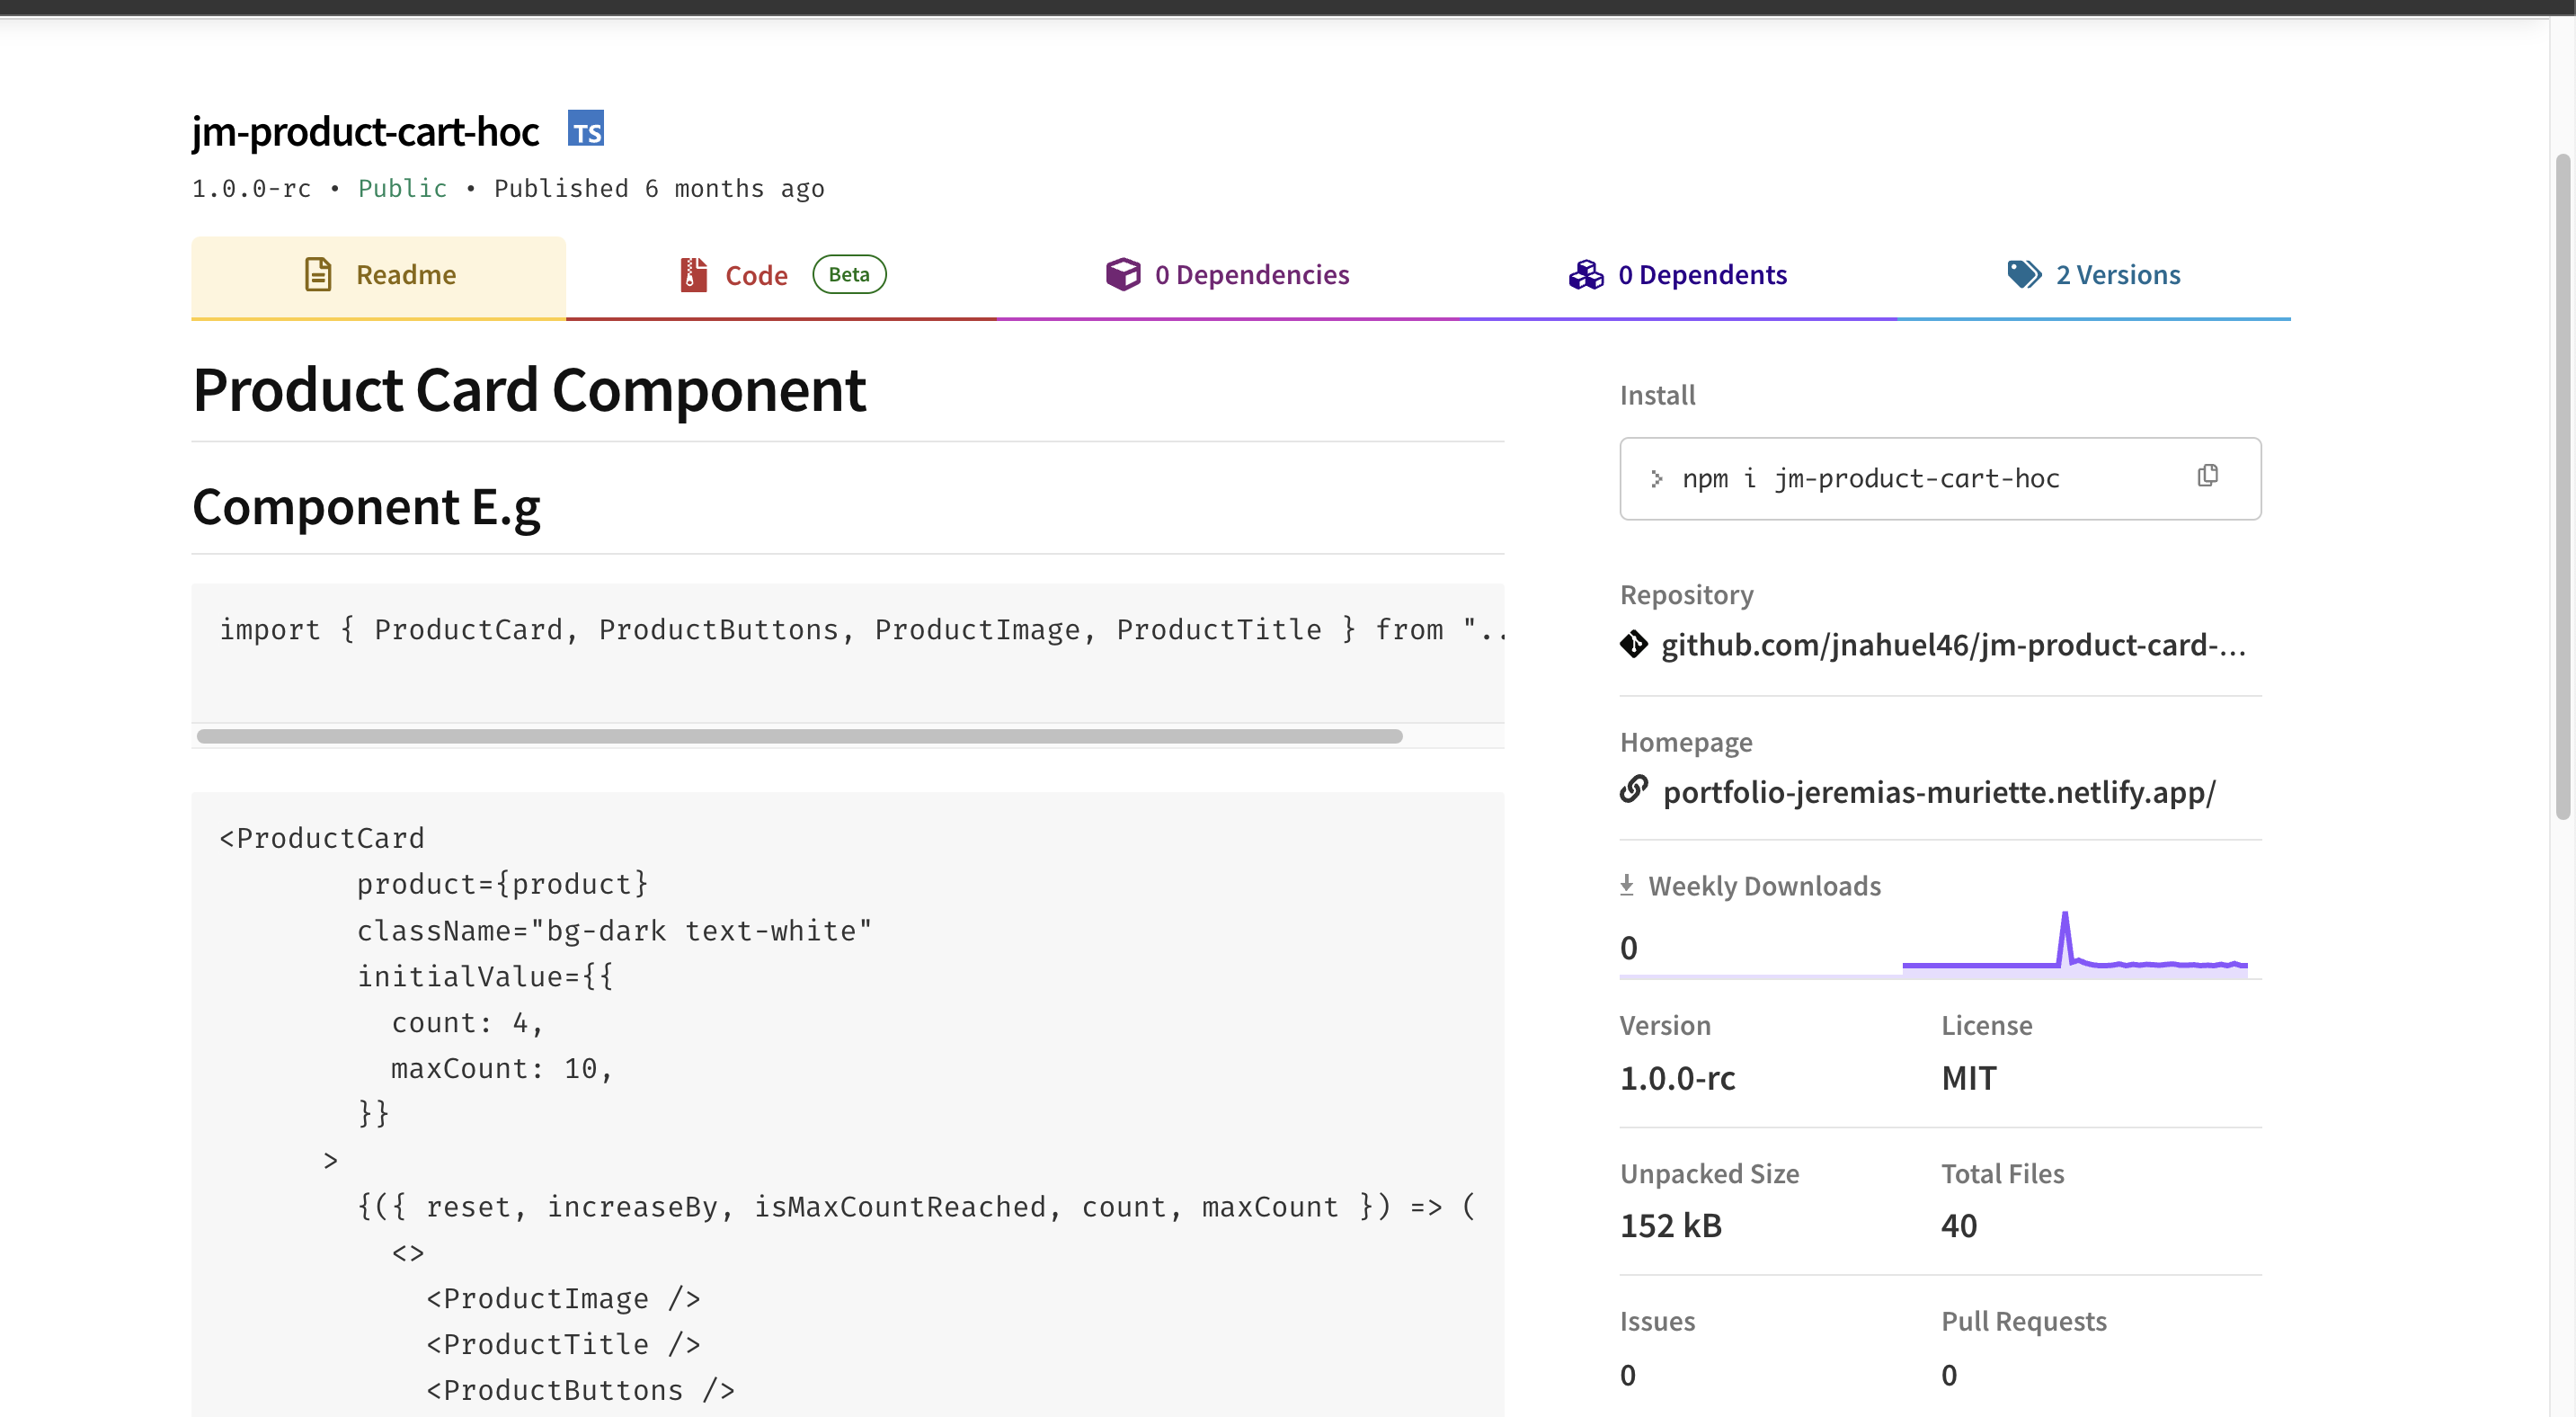 jm-product-cart-hoc TS
1.0.0-rc • Public • Published 6 months ago
Readme
Code Beta
0 Dependencies
0 Dependents
2 Versions
Product Card Component
Component E.g
import { ProductCard, ProductButtons, ProductImage, ProductTitle } from "..
<ProductCard
product={product}
className="bg-dark text-white"
initialValue={{
count: 4,
maxCount: 10,
}}
>
{({ reset, increaseBy, isMaxCountReached, count, maxCount }) => (
<>
<ProductImage />
<ProductTitle />
<ProductButtons />
Install
> npm i jm-product-cart-hoc
Repository
github.com/jnahuel46/jm-product-card-...
Homepage
portfolio-jeremias-muriette.netlify.app/
Weekly Downloads
0
Version License
1.0.0-rc MIT
Unpacked Size Total Files
152 kB 40
Issues Pull Requests
0 0